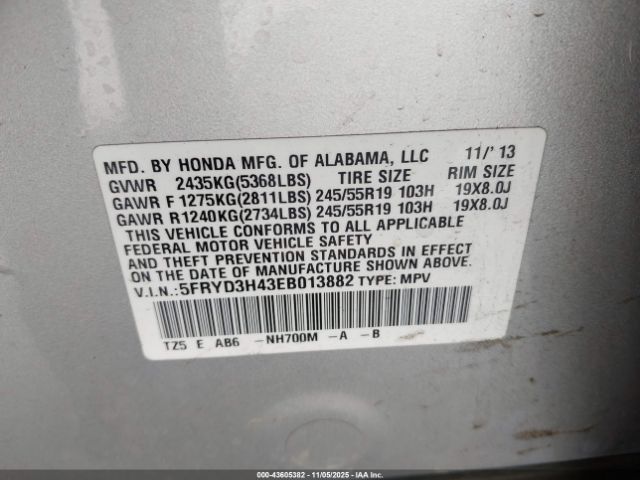 MFD. BY HONDA MFG. OF ALABAMA, LLC 11/' 13
GVWR 2435KG(5368LBS) TIRE SIZE RIM SIZE
GAWR F 1275KG(2811LBS) 245/55R19 103H 19X8.0J
GAWR R1240KG(2734LBS) 245/55R19 103H 19X8.0J
THIS VEHICLE CONFORMS TO ALL APPLICABLE
FEDERAL MOTOR VEHICLE SAFETY
AND THEFT PREVENTION STANDARDS IN EFFECT
ON THE DATE OF MANUFACTURE SHOWN ABOVE.
V.I.N.:5FRYD3H43EB013882 TYPE: MPV
TZ5 E AB6 -NH700M -A -B
000-43605382 - 11/05/2025 - COPYRIGHT IAA, LLC.